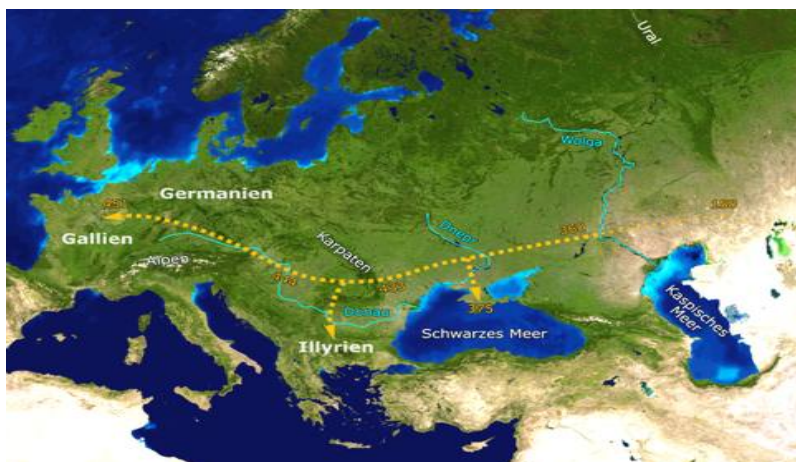 Ural
Wolga
Germanien
451
Gallien
Dnepr
Karpaten
Alpen
375
Donau
Schwarzes Meer
Kaspisches
Meer
Illyrien